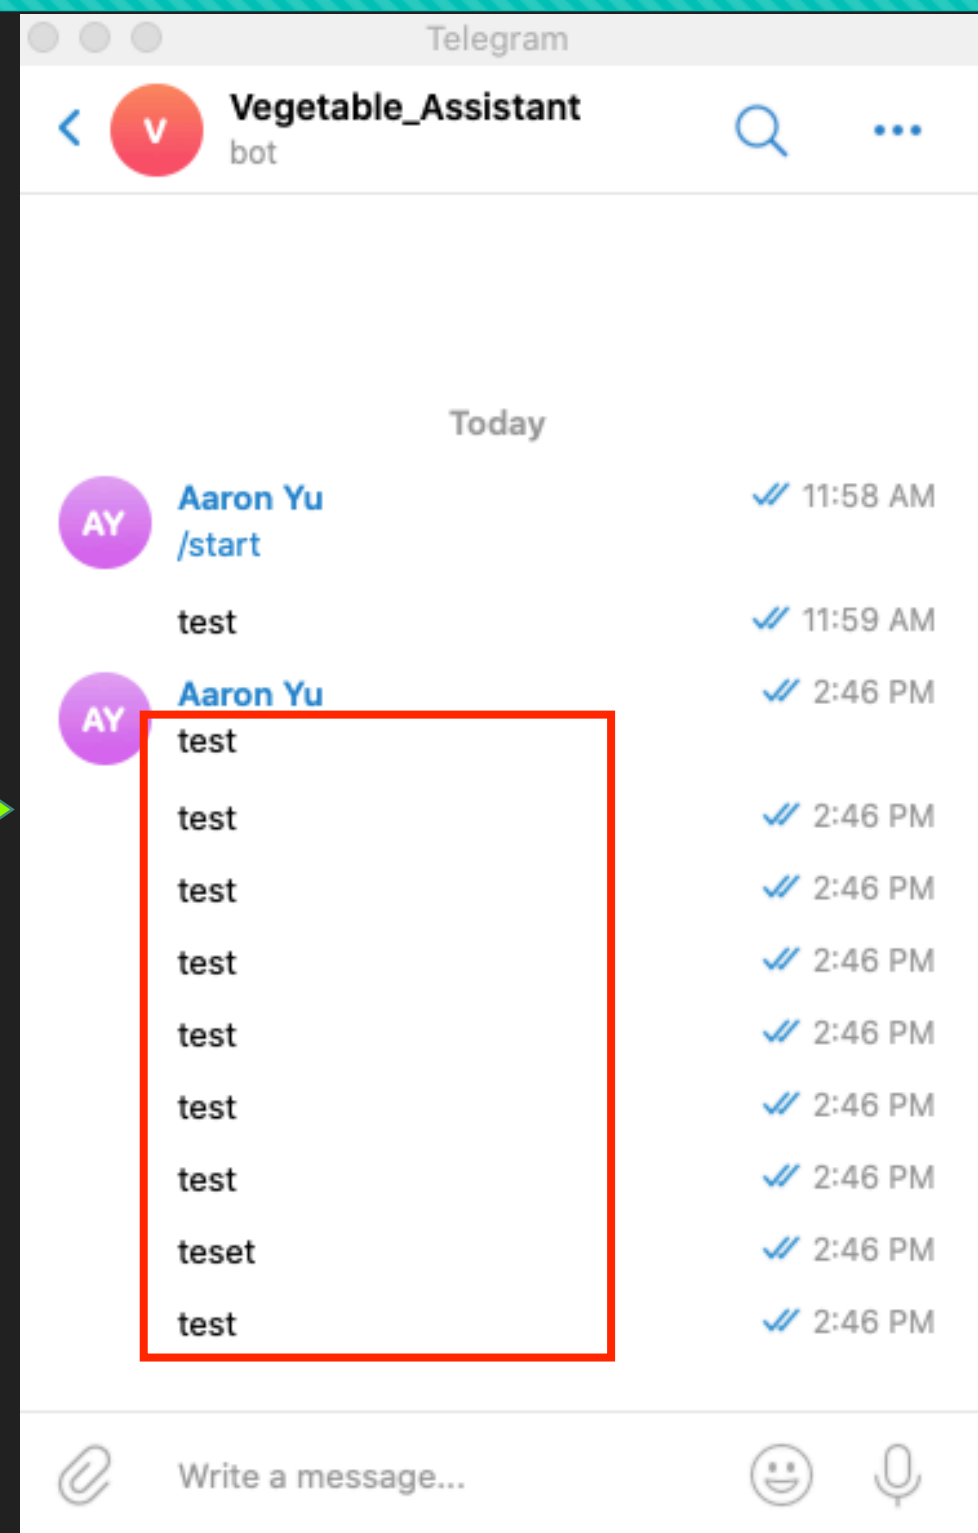 Telegram
V
Vegetable_Assistant
bot
Today
AY
Aaron Yu
11:58 AM
/start
test
11:59 AM
AY
Aaron Yu
2:46 PM
test
test
2:46 PM
test
2:46 PM
test
2:46 PM
test
2:46 PM
test
2:46 PM
test
2:46 PM
teset
2:46 PM
test
2:46 PM
Write a message...